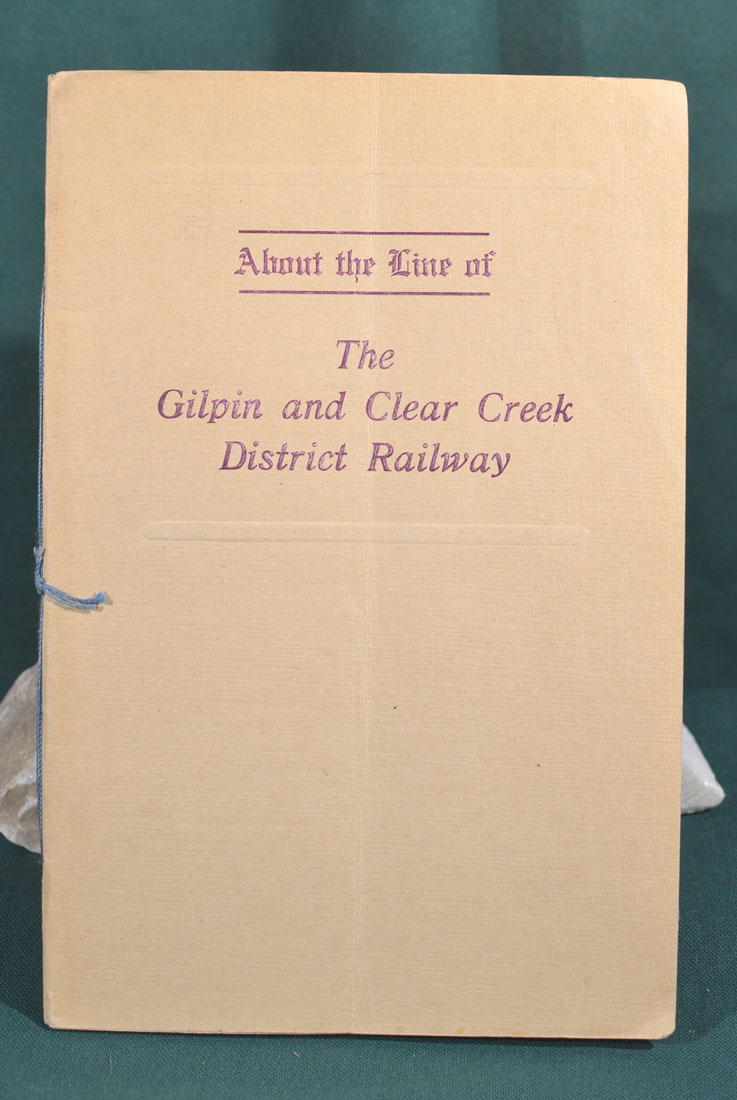 About the Line of
The
Gilpin and Clear Creek
District Railway